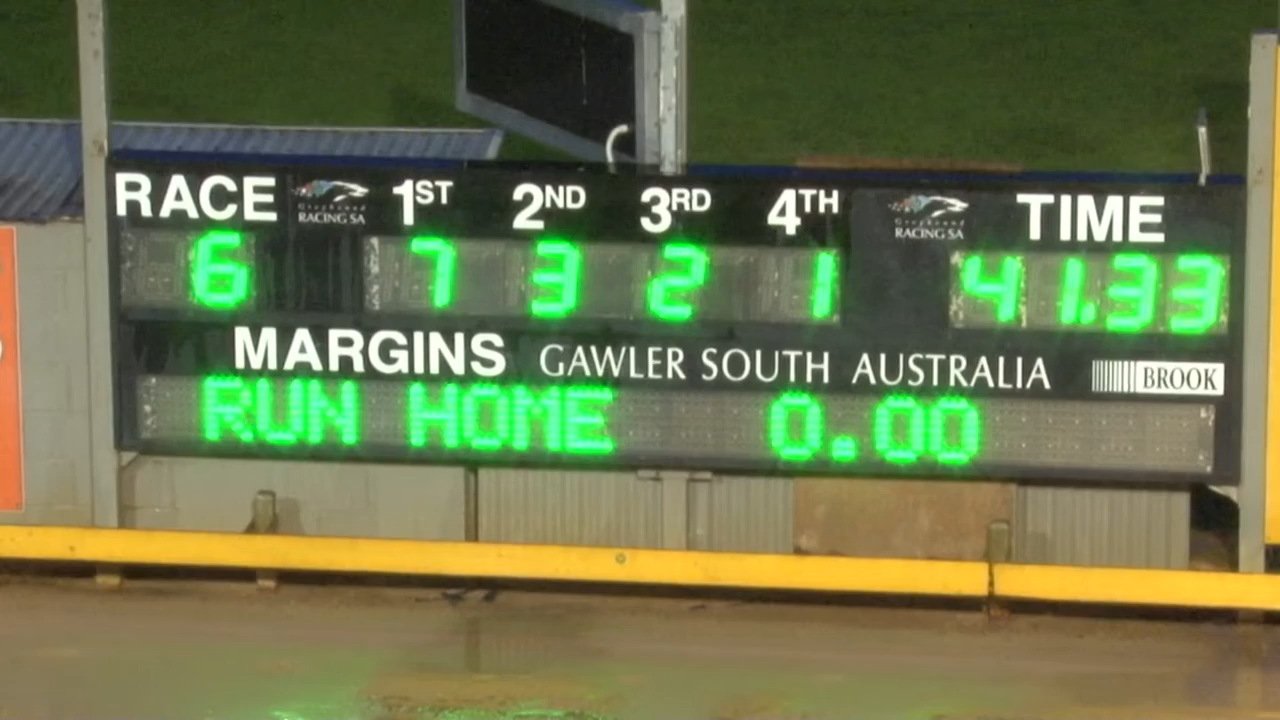 RACE Greyhound RACING SA 1ST 2ND 3RD 4TH Greyhound RACING SA TIME
6 7 3 2 1 41.33
MARGINS GAWLER SOUTH AUSTRALIA BROOK
RUN HOME 0.00